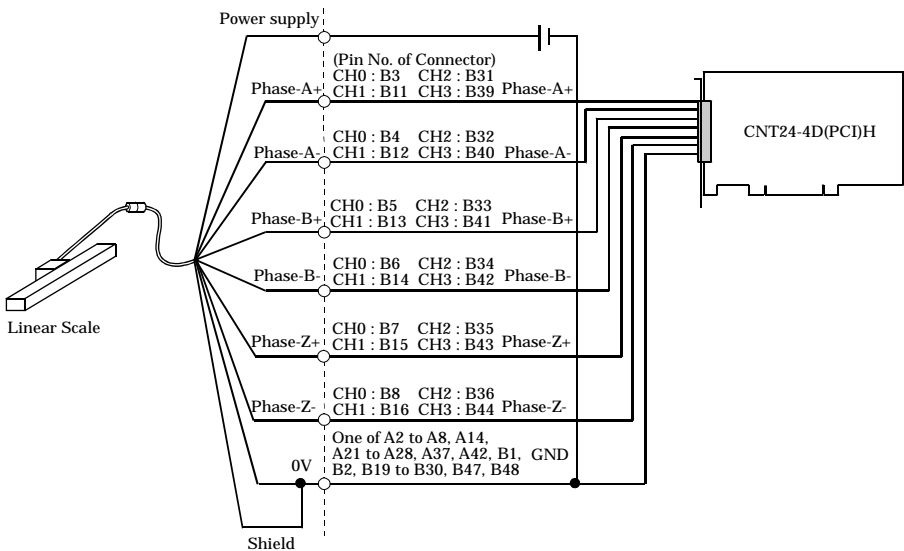 Power supply
(Pin No. of Connector)
CH0 : B3 CH2 : B31
Phase-A+ CH1 : B11 CH3 : B39 Phase-A+
CNT24-4D(PCI)H
CH0 : B4 CH2 : B32
Phase-A- CH1 : B12 CH3 : B40 Phase-A-
CH0 : B5 CH2 : B33
Phase-B+ CH1 : B13 CH3 : B41 Phase-B+
CH0 : B6 CH2 : B34
Phase-B- CH1 : B14 CH3 : B42 Phase-B-
Linear Scale
CH0 : B7 CH2 : B35
Phase-Z+ CH1 : B15 CH3 : B43 Phase-Z+
CH0 : B8 CH2 : B36
Phase-Z- CH1 : B16 CH3 : B44 Phase-Z-
One of A2 to A8, A14,
A21 to A28, A37, A42, B1, GND
0V B2, B19 to B30, B47, B48
Shield